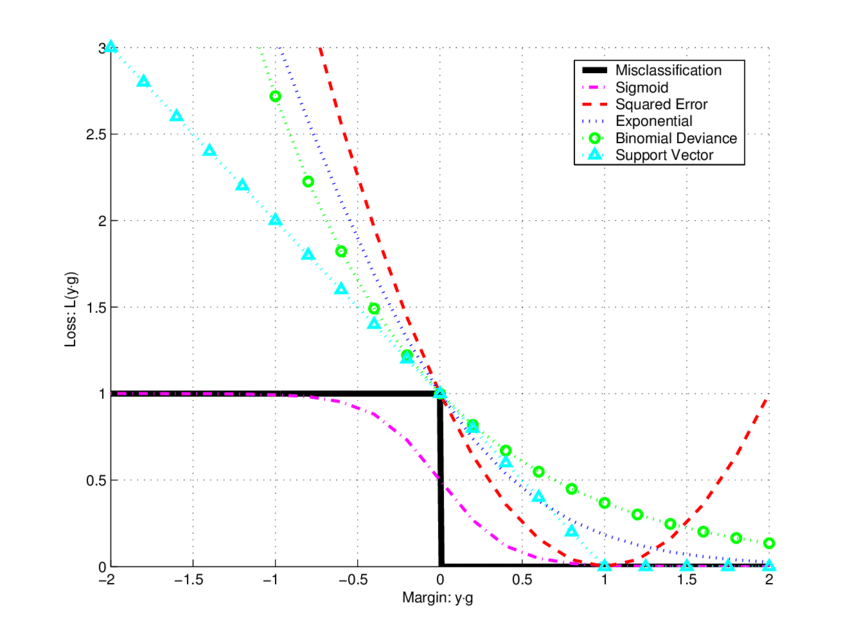 3
2.5
2
1.5
1
0.5
0
−2
−1.5
−1
−0.5
0
0.5
1
1.5
2
Loss: L(y·g)
Margin: y·g
Misclassification
Sigmoid
Squared Error
Exponential
Binomial Deviance
Support Vector